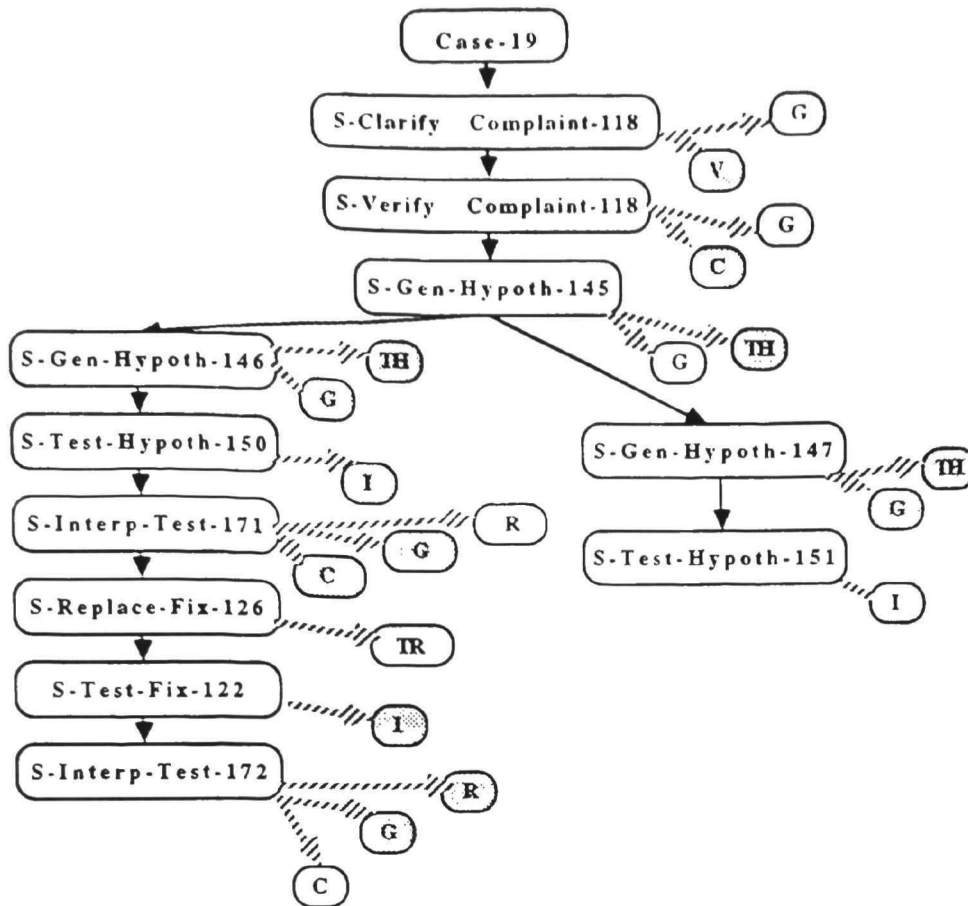 Case-19
S-Clarify Complaint-118
G
V
S-Verify Complaint-118
G
C
S-Gen-Hypoth-145
TH
G
S-Gen-Hypoth-146
TH
G
S-Test-Hypoth-150
I
S-Interp-Test-171
R
G
C
S-Replace-Fix-126
TR
S-Test-Fix-122
I
S-Interp-Test-172
R
G
C
S-Gen-Hypoth-147
TH
G
S-Test-Hypoth-151
I